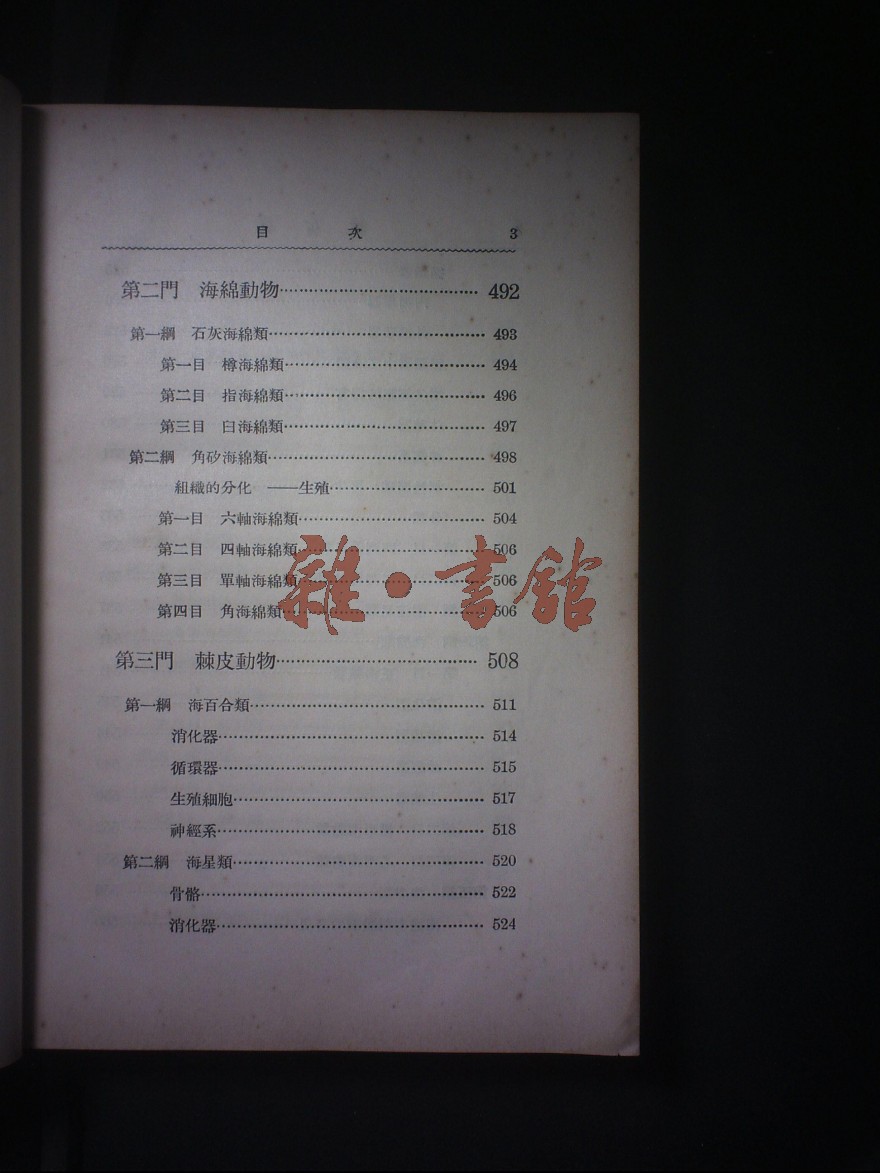 目 次 3
第二門 海綿動物 492
第一綱 石灰海綿類 493
第一目 樽海綿類 494
第二目 指海綿類 496
第三目 臼海綿類 497
第二綱 角矽海綿類 498
組織的分化 ——生殖 501
第一目 六軸海綿類 504
第二目 四軸海綿類 506
第三目 單軸海綿類 506
第四目 角海綿類 506
雜·書館
第三門 棘皮動物 508
第一綱 海百合類 511
消化器 514
循環器 515
生殖細胞 517
神經系 518
第二綱 海星類 520
骨骼 522
消化器 524